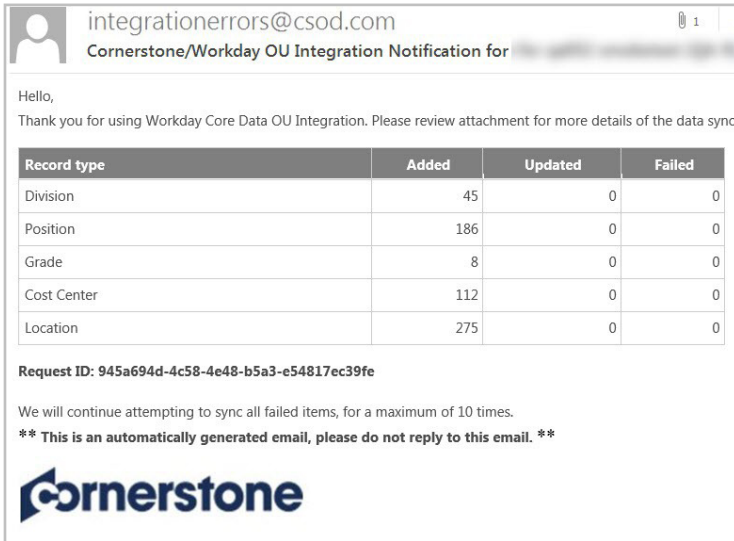 integrationerrors@csod.com 1
Cornerstone/Workday OU Integration Notification for
Hello,
Thank you for using Workday Core Data OU Integration. Please review attachment for more details of the data sync
Record type Added Updated Failed
Division 45 0 0
Position 186 0 0
Grade 8 0 0
Cost Center 112 0 0
Location 275 0 0
Request ID: 945a694d-4c58-4e48-b5a3-e54817ec39fe
We will continue attempting to sync all failed items, for a maximum of 10 times.
** This is an automatically generated email, please do not reply to this email. **
cornerstone